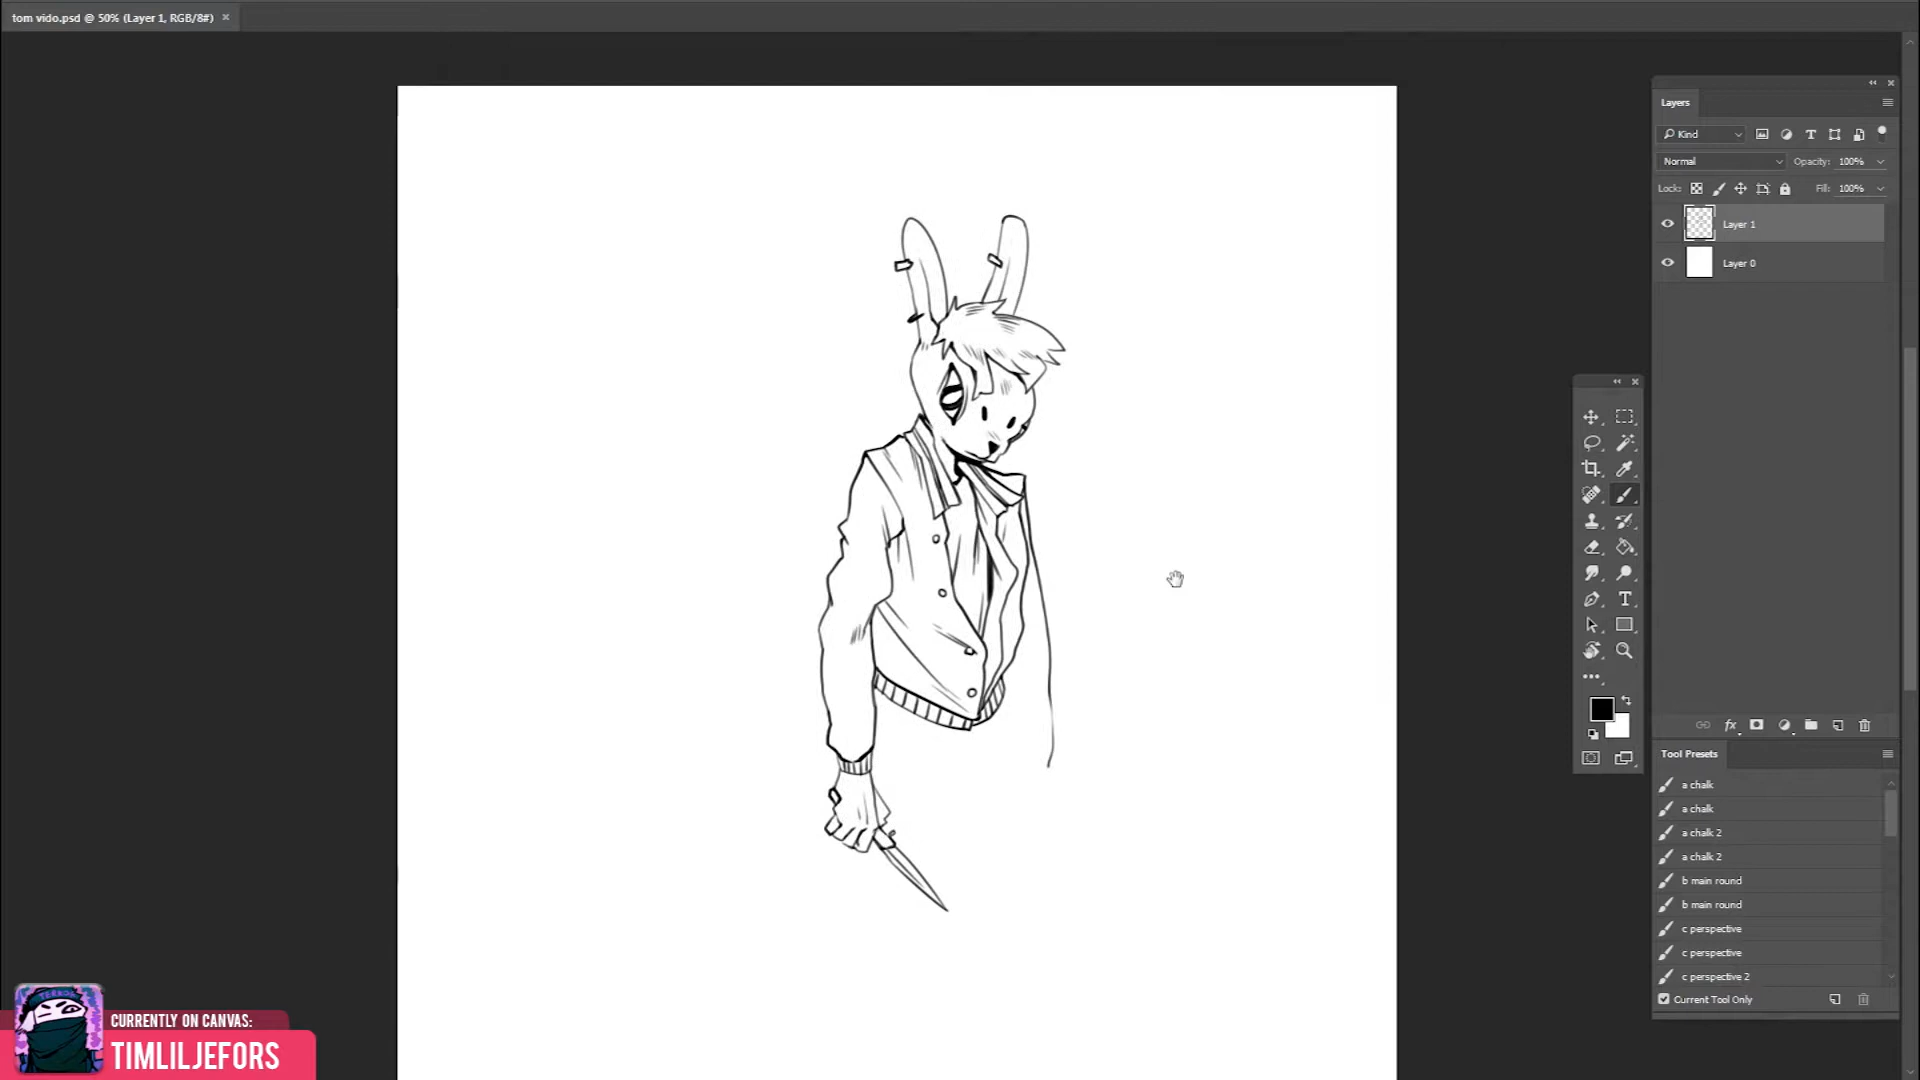 tom vido.psd @ 50% (Layer 1, RGB/8#) ×
Layers
Kind
Normal
Opacity: 100%
Lock:
Fill: 100%
Layer 1
Layer 0
fx
Tool Presets
a chalk
a chalk
a chalk 2
a chalk 2
b main round
b main round
c perspective
c perspective
c perspective 2
Current Tool Only
CURRENTLY ON CANVAS:
TIMLILJEFORS